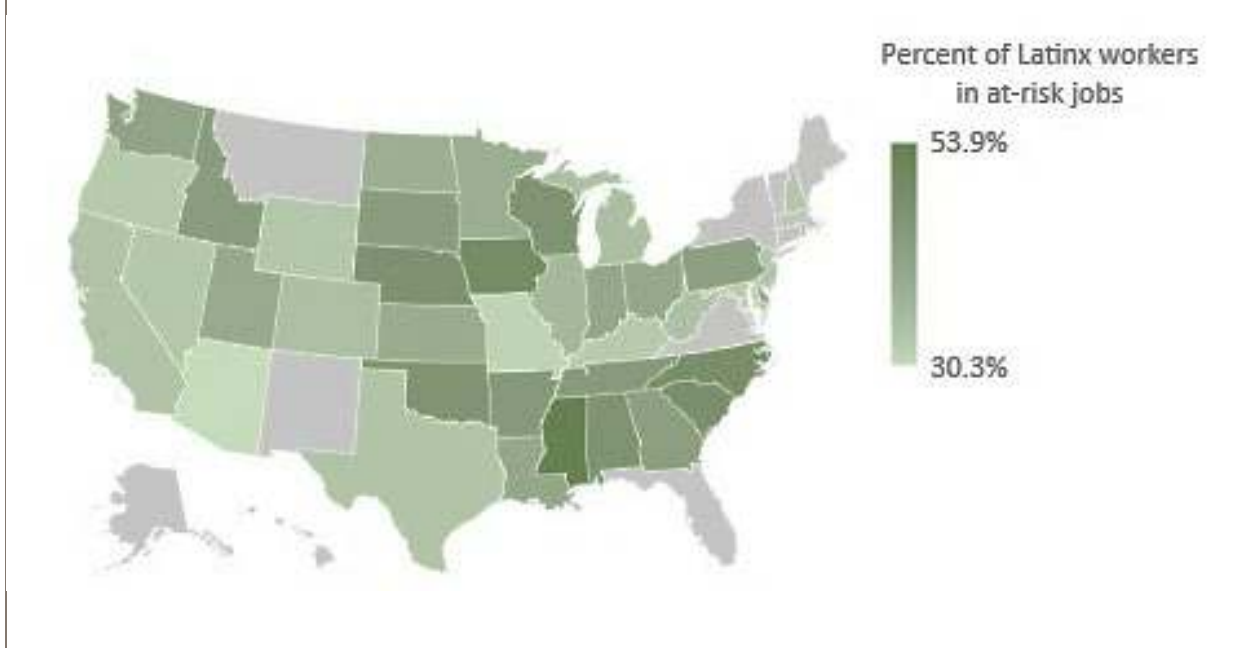 Percent of Latinx workers
in at-risk jobs
53.9%
30.3%